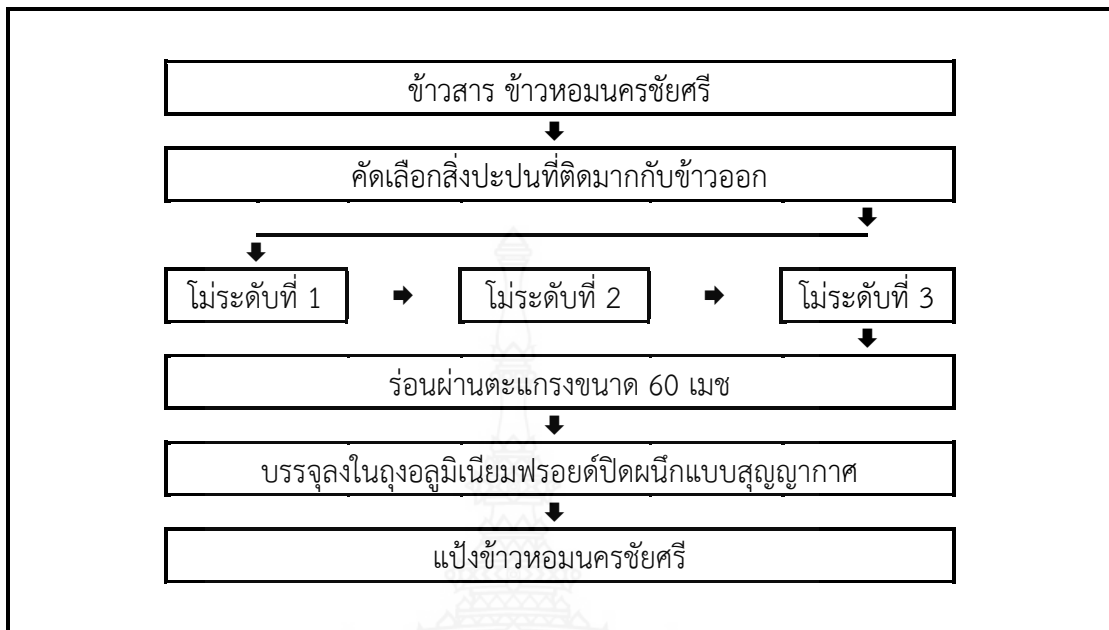 ข้าวสาร ข้าวหอมนครชัยศรี
คัดเลือกสิ่งปะปนที่ติดมากกับข้าวออก
โม่ระดับที่ 1
โม่ระดับที่ 2
โม่ระดับที่ 3
ร่อนผ่านตะแกรงขนาด 60 เมช
บรรจุลงในถุงอลูมิเนียมฟรอยด์ปิดผนึกแบบสุญญากาศ
แป้งข้าวหอมนครชัยศรี